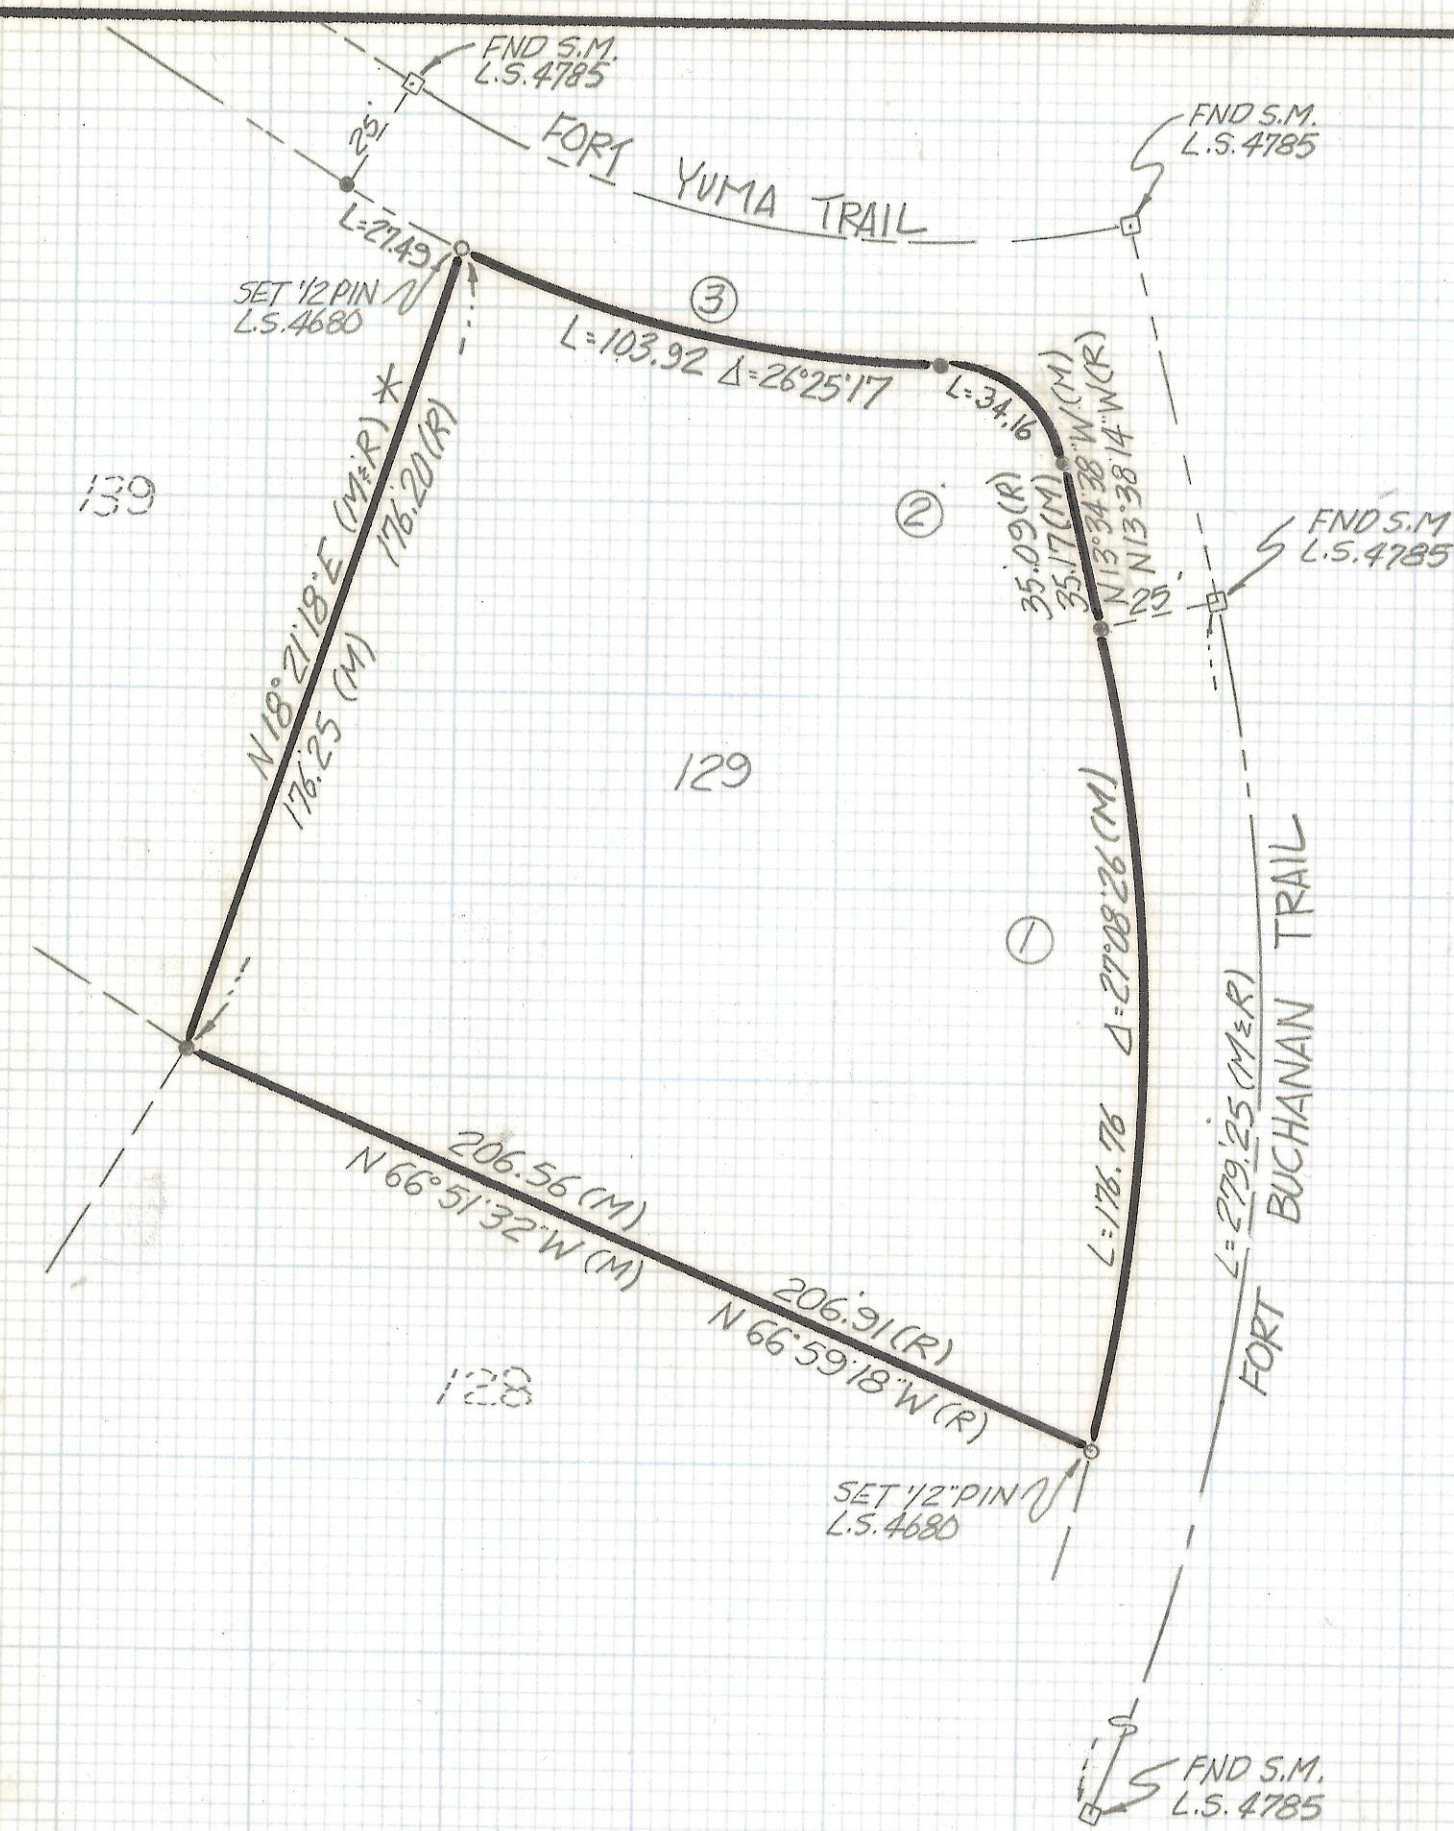 FND S.M.
L.S. 4785
25'
FORT YUMA TRAIL
FND S.M.
L.S. 4785
L=27.49
SET 1/2 PIN
L.S. 4680
③
L=103.92 Δ=26°25'17
L=34.16
N 18°21'18"E (M&R) *
176.20 (R)
176.25 (M)
139
②
35.09 (R)
35.17 (M)
N13°34'38"W (M)
N13°38'14"W (R)
25'
FND S.M
L.S. 4785
129
①
L=176.76 Δ=27°08'26 (M)
L=279.25 (M&R)
FORT BUCHANAN TRAIL
206.56 (M)
N 66°51'32"W (M)
206.91 (R)
N 66°59'18"W (R)
128
SET 1/2" PIN
L.S. 4680
FND S.M.
L.S. 4785